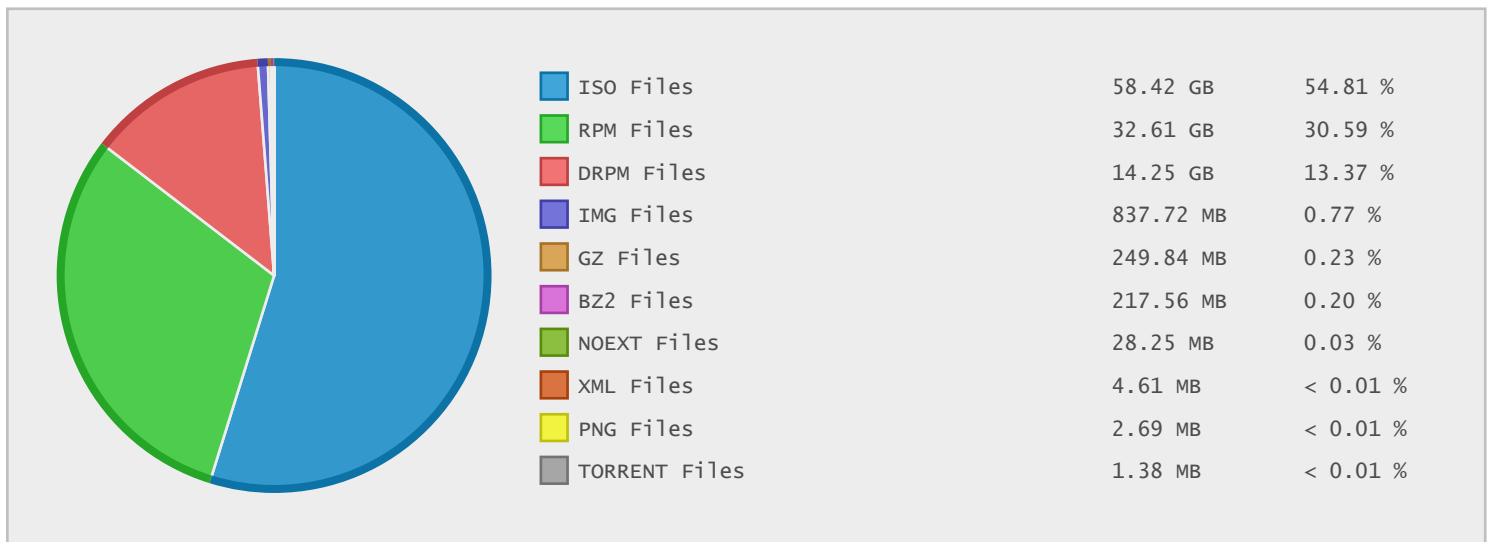 ISO Files 58.42 GB 54.81 %
RPM Files 32.61 GB 30.59 %
DRPM Files 14.25 GB 13.37 %
IMG Files 837.72 MB 0.77 %
GZ Files 249.84 MB 0.23 %
BZ2 Files 217.56 MB 0.20 %
NOEXT Files 28.25 MB 0.03 %
XML Files 4.61 MB < 0.01 %
PNG Files 2.69 MB < 0.01 %
TORRENT Files 1.38 MB < 0.01 %